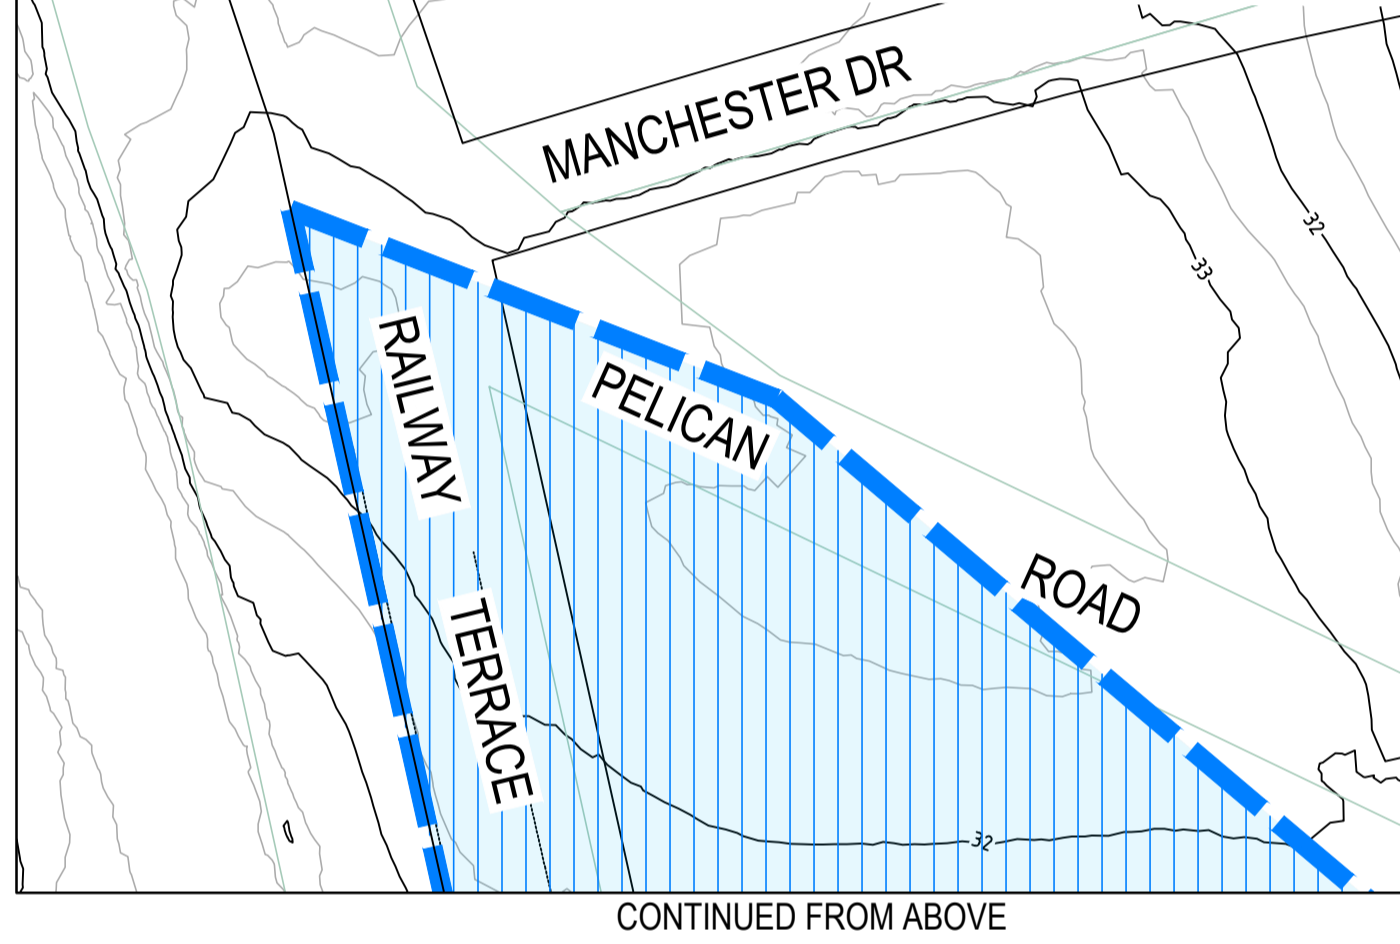 MANCHESTER DR
32
33
RAILWAY
PELICAN
ROAD
TERRACE
32
CONTINUED FROM ABOVE